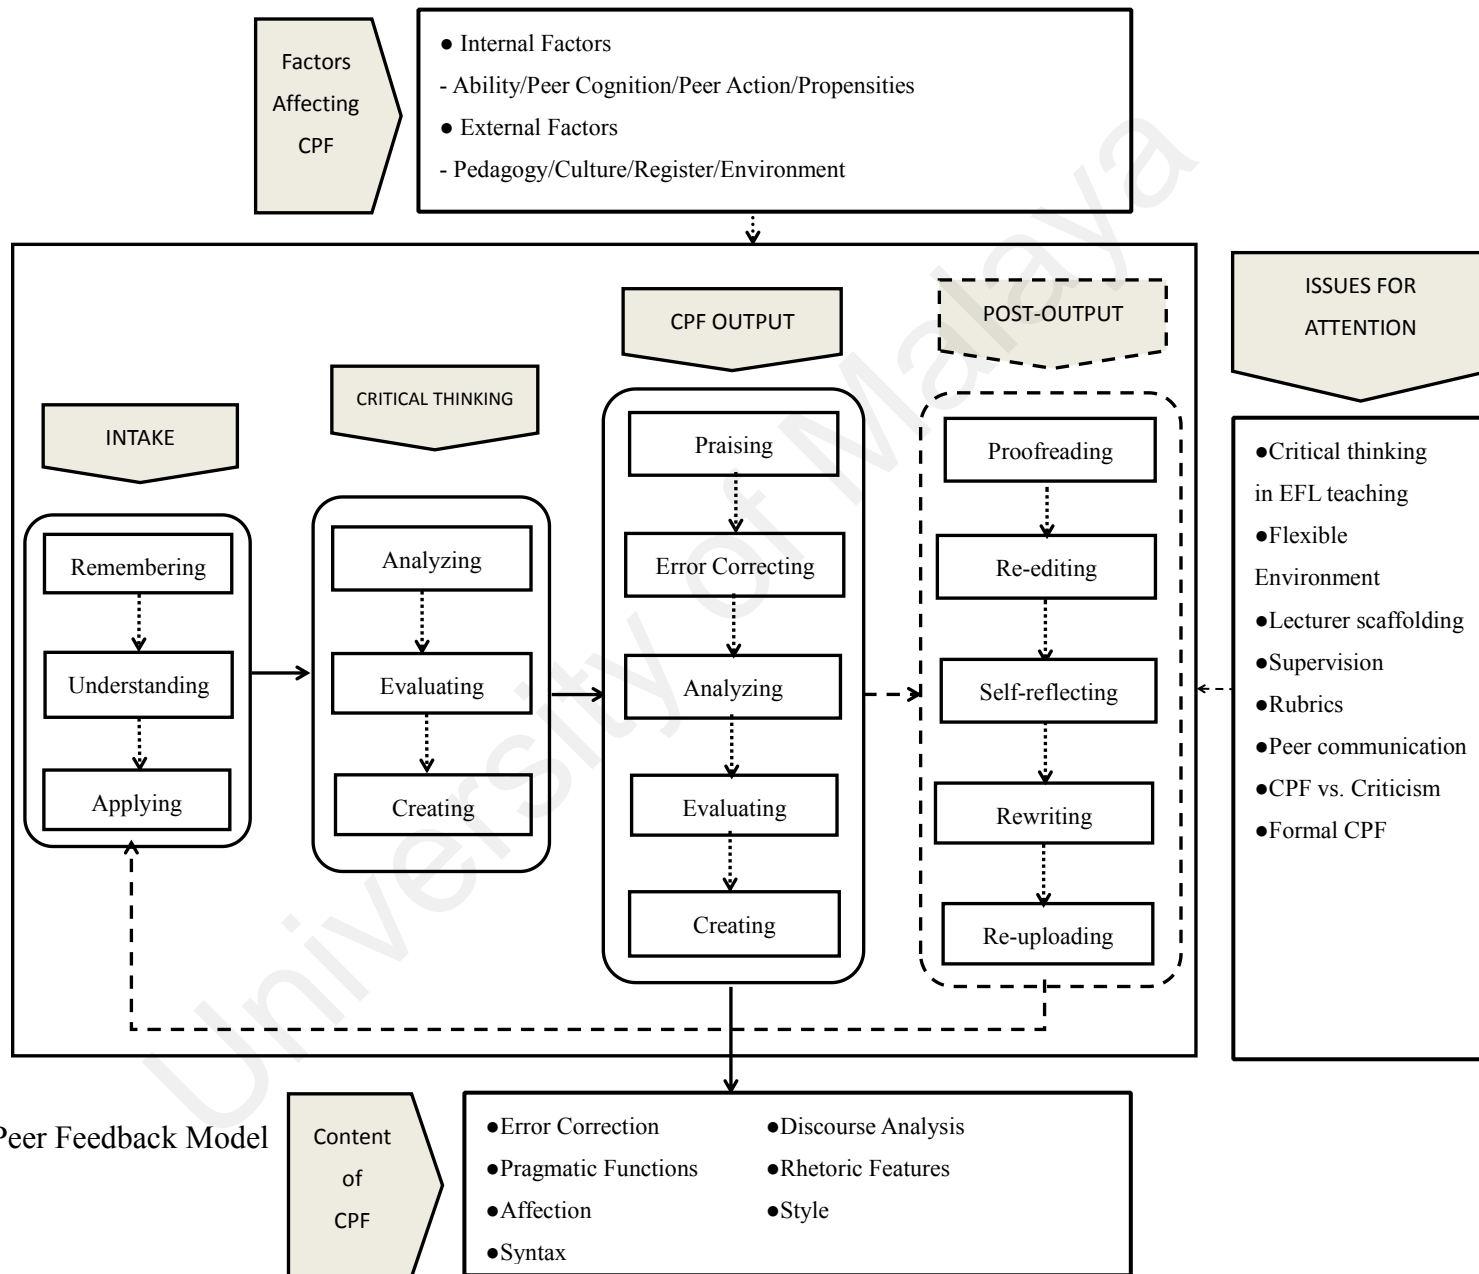 Factors
Affecting
CPF
● Internal Factors
- Ability/Peer Cognition/Peer Action/Propensities
● External Factors
- Pedagogy/Culture/Register/Environment
INTAKE
Remembering
Understanding
Applying
CRITICAL THINKING
Analyzing
Evaluating
Creating
CPF OUTPUT
Praising
Error Correcting
Analyzing
Evaluating
Creating
POST-OUTPUT
Proofreading
Re-editing
Self-reflecting
Rewriting
Re-uploading
ISSUES FOR
ATTENTION
●Critical thinking
in EFL teaching
●Flexible
Environment
●Lecturer scaffolding
●Supervision
●Rubrics
●Peer communication
●CPF vs. Criticism
●Formal CPF
Peer Feedback Model
Content
of
CPF
●Error Correction
●Pragmatic Functions
●Affection
●Syntax
●Discourse Analysis
●Rhetoric Features
●Style
University of Malaya